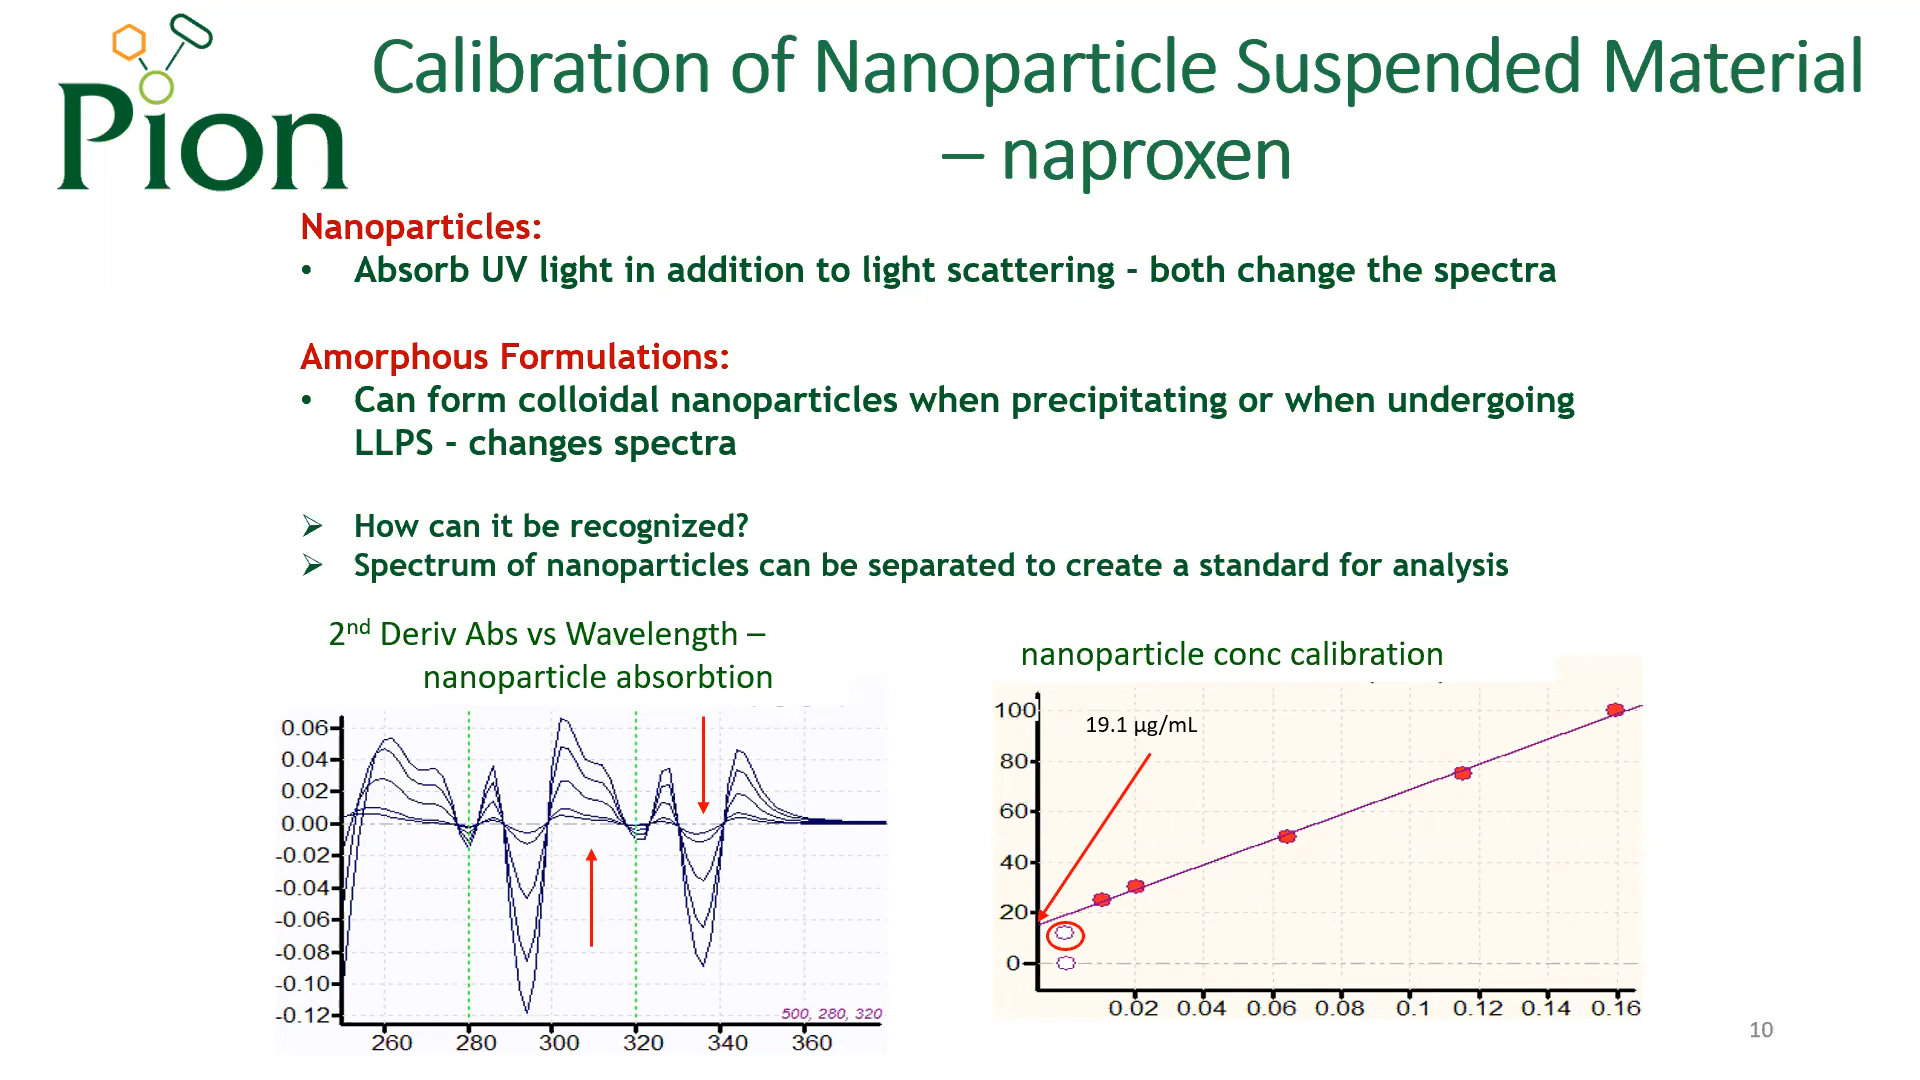 Pion
Calibration of Nanoparticle Suspended Material
– naproxen
Nanoparticles:
• Absorb UV light in addition to light scattering - both change the spectra
Amorphous Formulations:
• Can form colloidal nanoparticles when precipitating or when undergoing
LLPS - changes spectra
➢ How can it be recognized?
➢ Spectrum of nanoparticles can be separated to create a standard for analysis
2nd Deriv Abs vs Wavelength –
nanoparticle absorbtion
0.06
0.04
0.02
0.00
-0.02
-0.04
-0.06
-0.08
-0.10
-0.12
500, 280, 320
260 280 300 320 340 360
nanoparticle conc calibration
19.1 µg/mL
100
80
60
40
20
0
0.02 0.04 0.06 0.08 0.1 0.12 0.14 0.16
10